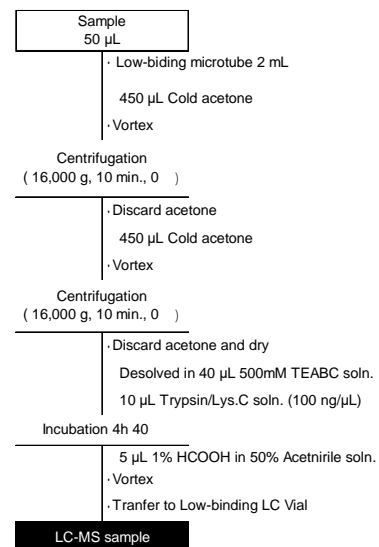 Sample
50 µL
· Low-biding microtube 2 mL
450 µL Cold acetone
· Vortex
Centrifugation
( 16,000 g, 10 min., 0 )
· Discard acetone
450 µL Cold acetone
· Vortex
Centrifugation
( 16,000 g, 10 min., 0 )
· Discard acetone and dry
Desolved in 40 µL 500mM TEABC soln.
10 µL Trypsin/Lys.C soln. (100 ng/µL)
Incubation 4h 40
5 µL 1% HCOOH in 50% Acetnirile soln.
· Vortex
· Tranfer to Low-binding LC Vial
LC-MS sample